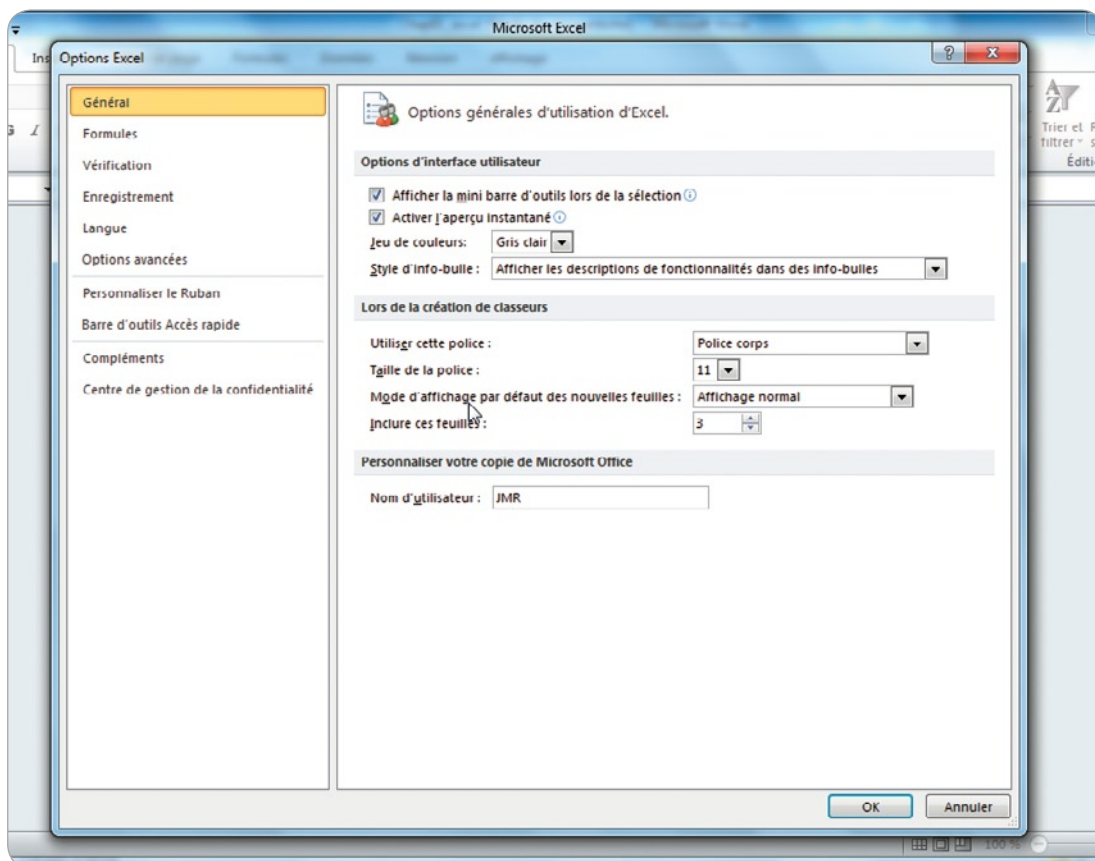 Microsoft Excel
Ins
Options Excel
Général
Formules
Vérification
Enregistrement
Langue
Options avancées
Personnaliser le Ruban
Barre d'outils Accès rapide
Compléments
Centre de gestion de la confidentialité
Options générales d'utilisation d'Excel.
Options d'interface utilisateur
Afficher la mini barre d'outils lors de la sélection
Activer l'aperçu instantané
Jeu de couleurs: Gris clair
Style d'info-bulle : Afficher les descriptions de fonctionnalités dans des info-bulles
Lors de la création de classeurs
Utiliser cette police : Police corps
Taille de la police : 11
Mode d'affichage par défaut des nouvelles feuilles : Affichage normal
Inclure ces feuilles : 3
Personnaliser votre copie de Microsoft Office
Nom d'utilisateur : JMR
OK Annuler
G I
AZ
Trier et R
filtrer s
Éditi
100 %